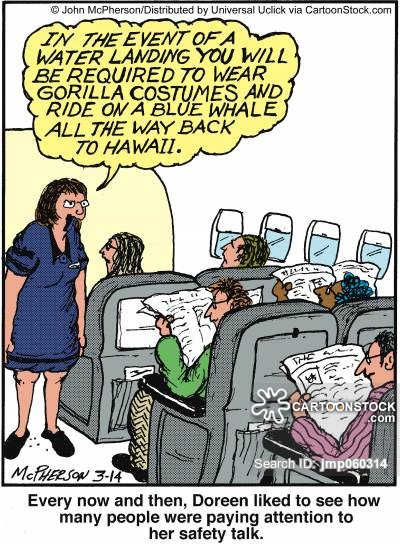 © John McPherson/Distributed by Universal Uclick via CartoonStock.com
IN THE EVENT OF A
WATER LANDING YOU WILL
BE REQUIRED TO WEAR
GORILLA COSTUMES AND
RIDE ON A BLUE WHALE
ALL THE WAY BACK
TO HAWAII.
© CARTOONSTOCK
.com
Search ID: jmp060314
McPHERSON 3-14
Every now and then, Doreen liked to see how
many people were paying attention to
her safety talk.